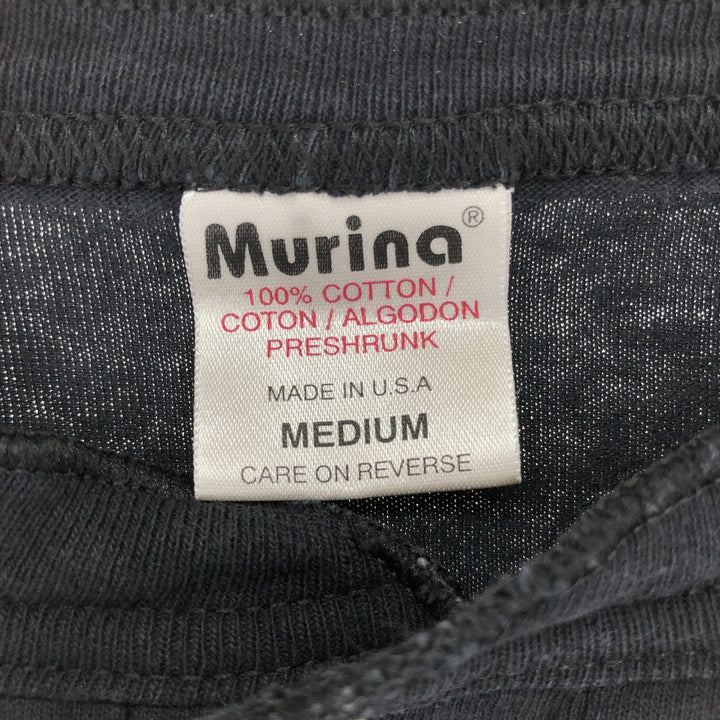 Murina®
100% COTTON /
COTON / ALGODON
PRESHRUNK
MADE IN U.S.A
MEDIUM
CARE ON REVERSE